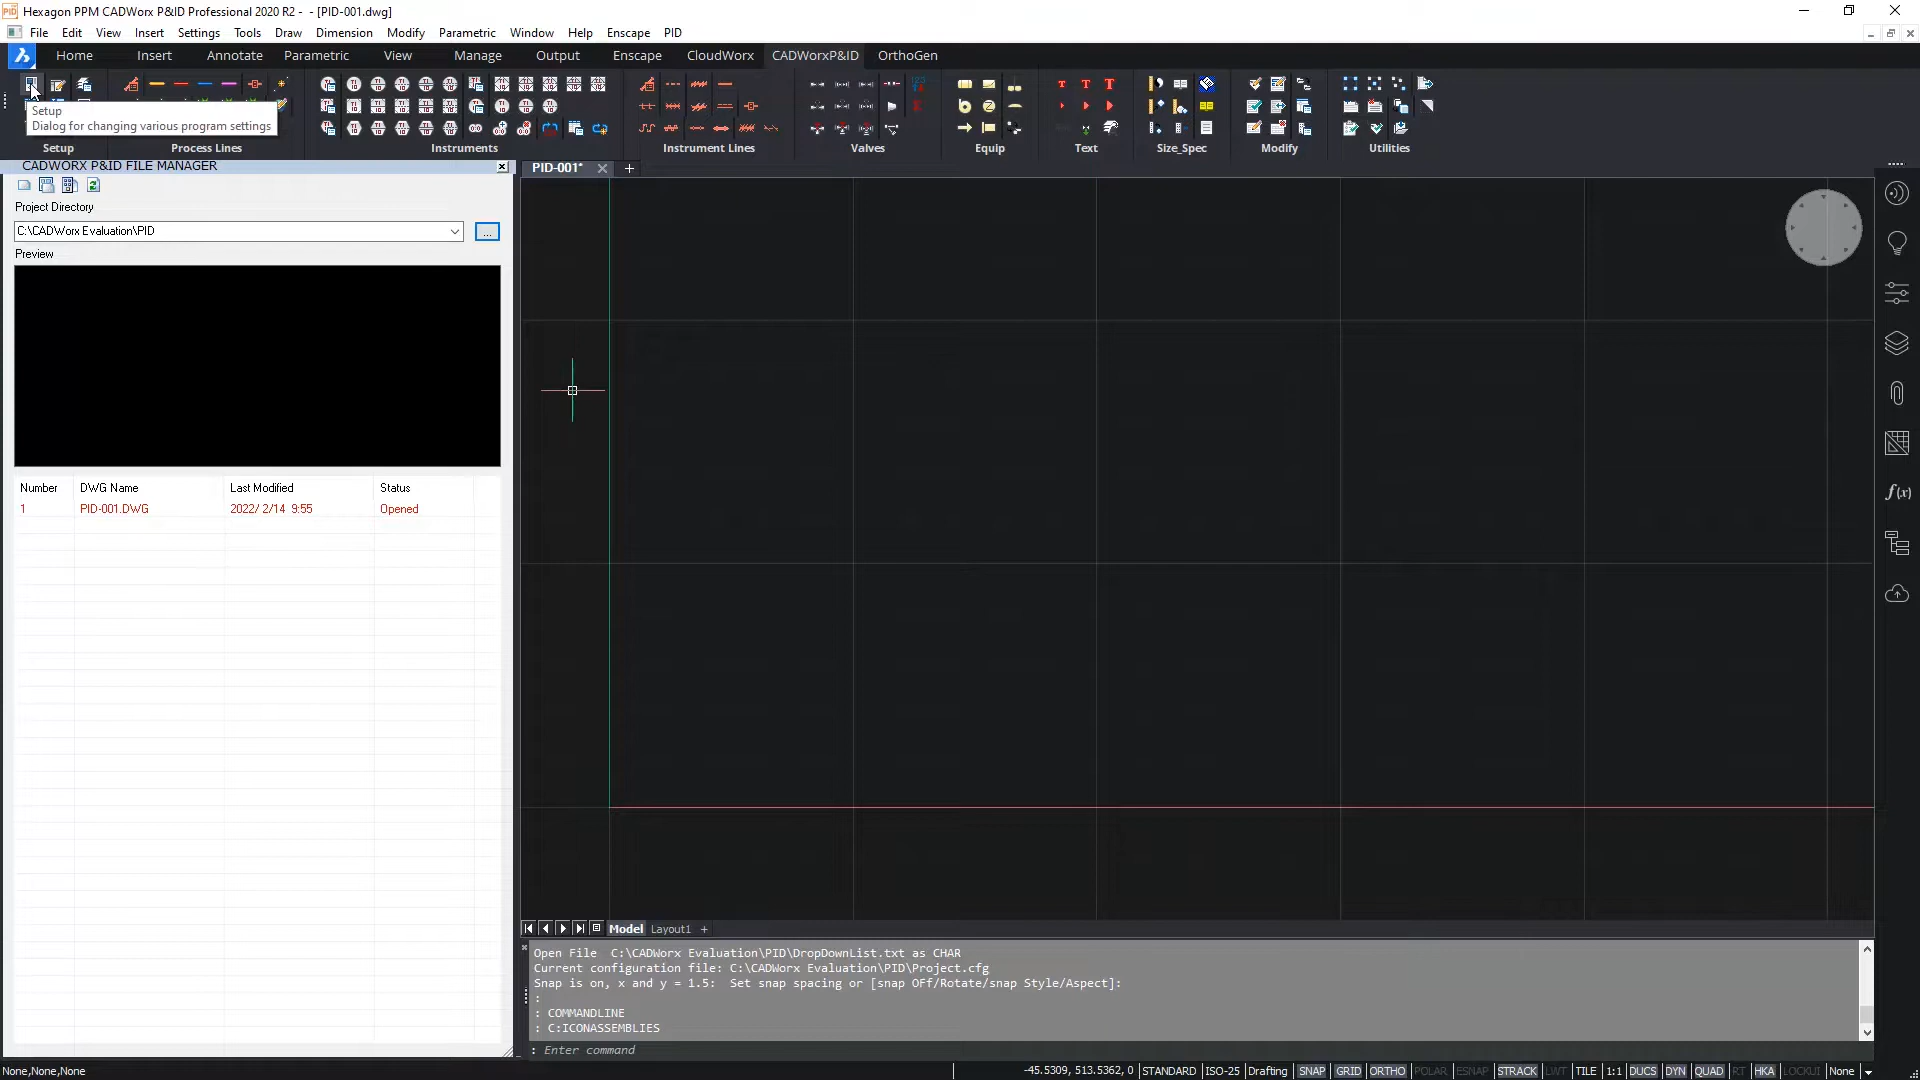 Hexagon PPM CADWorx P&ID Professional 2020 R2 - - [PID-001.dwg]
File Edit View Insert Settings Tools Draw Dimension Modify Parametric Window Help Enscape PID
Home Insert Annotate Parametric View Manage Output Enscape CloudWorx CADWorxP&ID OrthoGen
Setup
Dialog for changing various program settings
Setup Process Lines Instruments Instrument Lines Valves Equip Text Size_Spec Modify Utilities
CADWORX P&ID FILE MANAGER
PID-001*
Project Directory
C:\CADWorx Evaluation\PID
...
Preview
Number DWG Name Last Modified Status
1 PID-001.DWG 2022/ 2/14 9:55 Opened
f(x)
Model Layout1 +
Open File C:\CADWorx Evaluation\PID\DropDownList.txt as CHAR
Current configuration file: C:\CADWorx Evaluation\PID\Project.cfg
Snap is on, x and y = 1.5: Set snap spacing or [snap Off/Rotate/snap Style/Aspect]:
:
: COMMANDLINE
: C:ICONASSEMBLIES
: Enter command
None,None,None
-45.5309, 513.5362, 0 STANDARD ISO-25 Drafting SNAP GRID ORTHO POLAR ESNAP STRACK LWT TILE 1:1 DUCS DYN QUAD RT HKA LOCKUI None